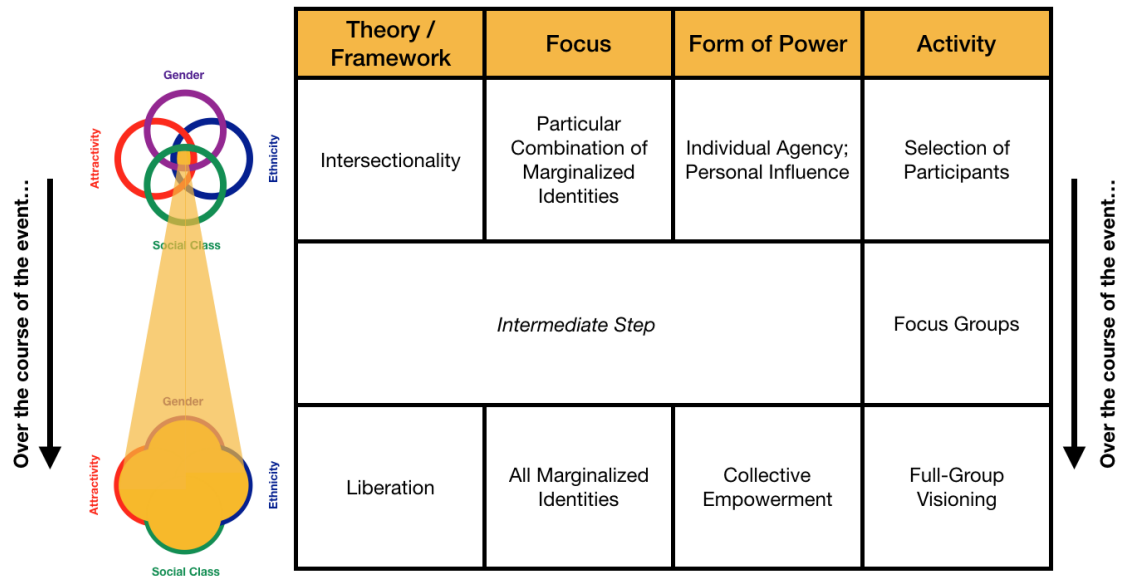 Theory /
Framework
Focus
Form of Power
Activity
Gender
Attractivity
Ethnicity
Social Class
Intersectionality
Particular
Combination of
Marginalized
Identities
Individual Agency;
Personal Influence
Selection of
Participants
Over the course of the event...
Intermediate Step
Focus Groups
Over the course of the event...
Gender
Attractivity
Ethnicity
Social Class
Liberation
All Marginalized
Identities
Collective
Empowerment
Full-Group
Visioning